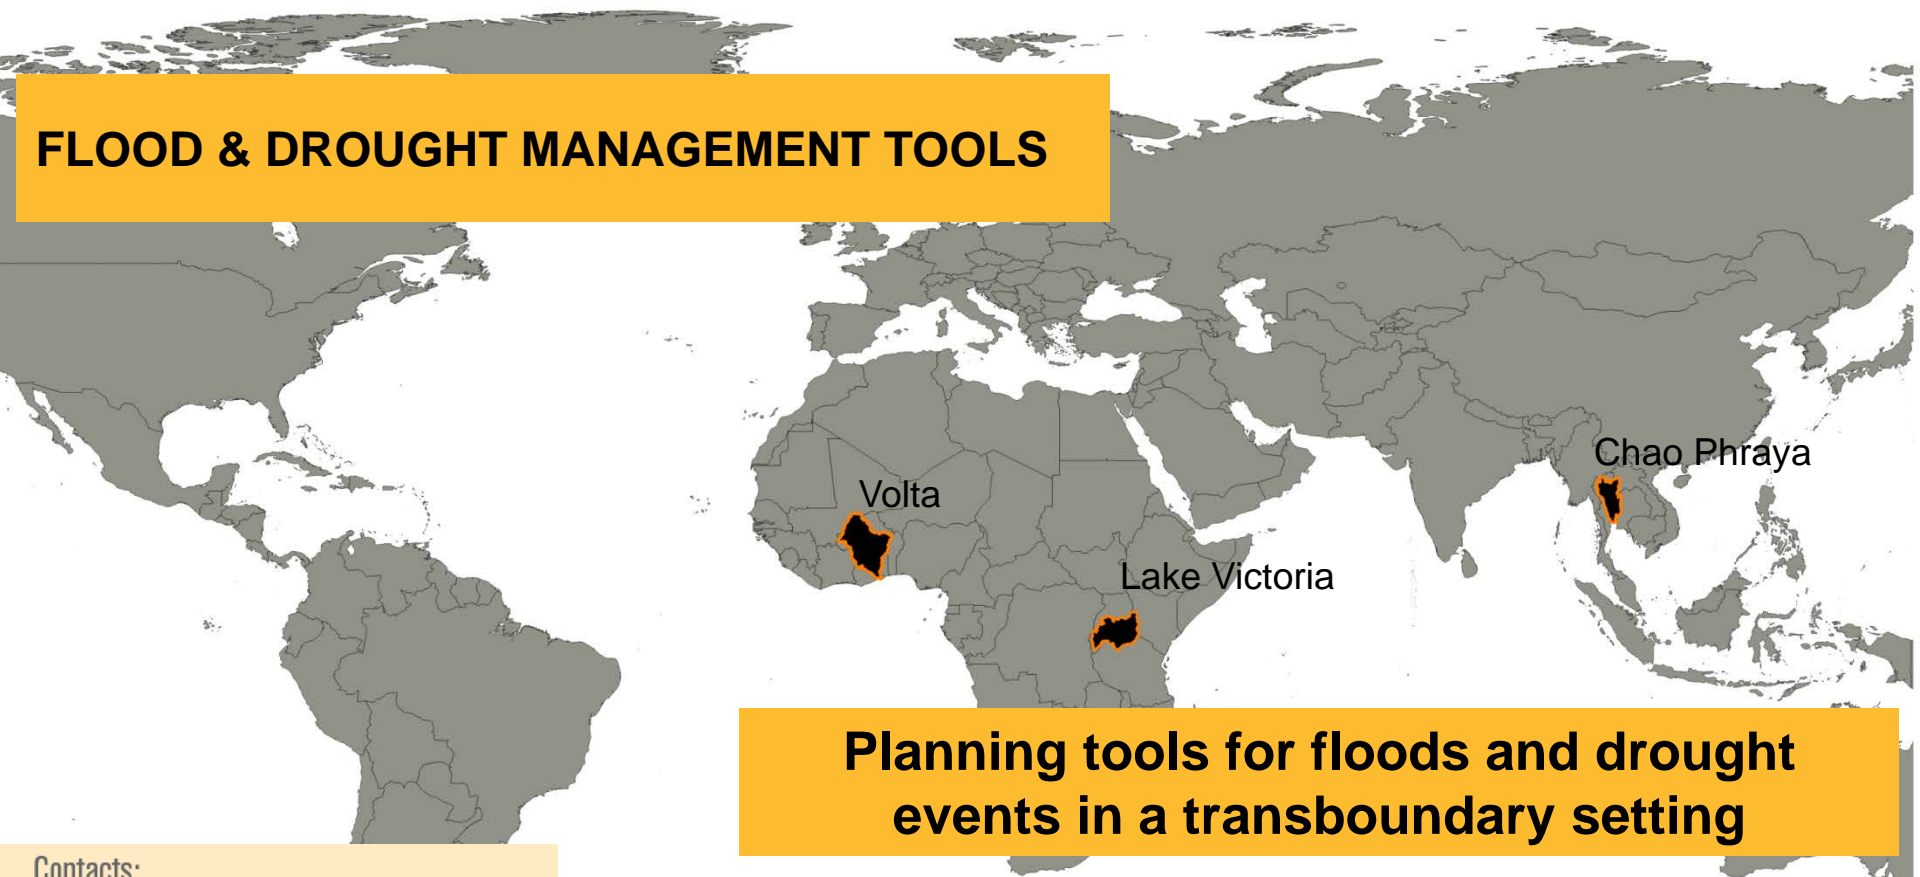 FLOOD & DROUGHT MANAGEMENT TOOLS
Chao Phraya
Volta
Lake Victoria
Planning tools for floods and drought
events in a transboundary setting
Contacts: